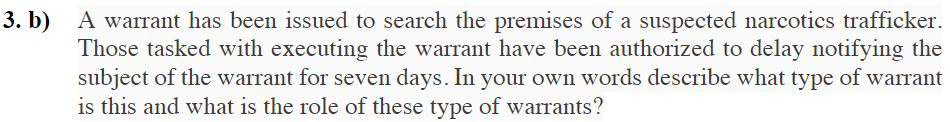 3. b) A warrant has been issued to search the premises of a suspected narcotics trafficker.
Those tasked with executing the warrant have been authorized to delay notifying the
subject of the warrant for seven days. In your own words describe what type of warrant
is this and what is the role of these type of warrants?